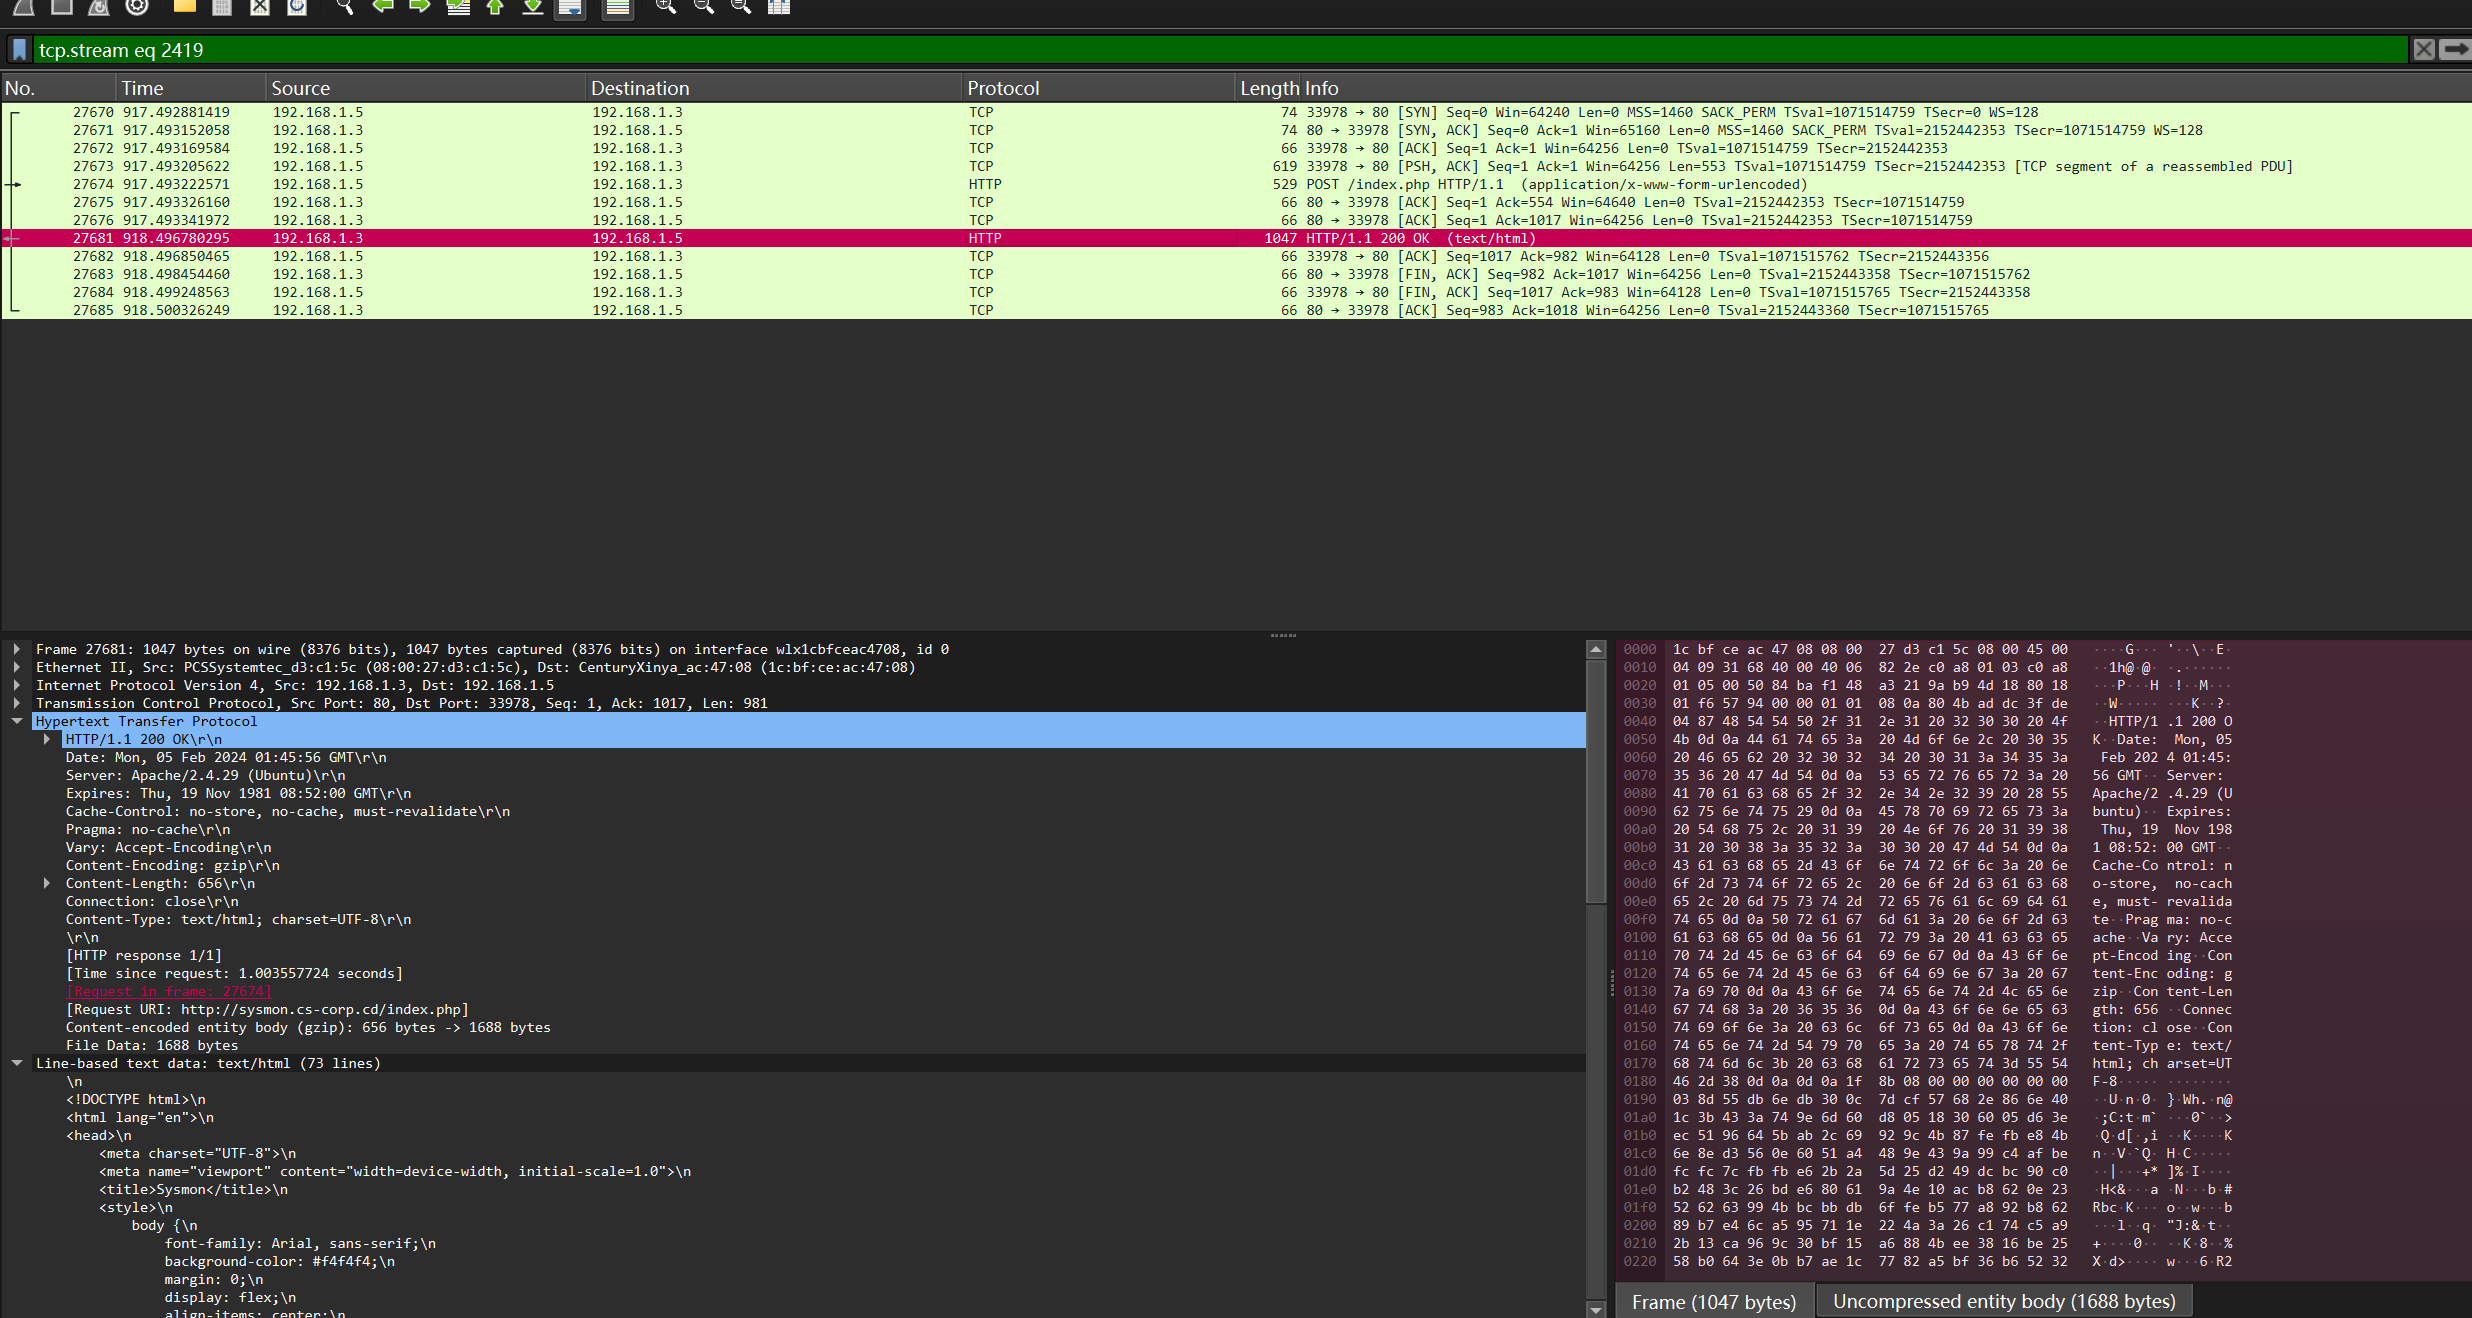 tcp.stream eq 2419
No. Time Source Destination Protocol Length Info
27670 917.492881419 192.168.1.5 192.168.1.3 TCP 74 33978 → 80 [SYN] Seq=0 Win=64240 Len=0 MSS=1460 SACK_PERM TSval=1071514759 TSecr=0 WS=128
27671 917.493152058 192.168.1.3 192.168.1.5 TCP 74 80 → 33978 [SYN, ACK] Seq=0 Ack=1 Win=65160 Len=0 MSS=1460 SACK_PERM TSval=2152442353 TSecr=1071514759 WS=128
27672 917.493169584 192.168.1.5 192.168.1.3 TCP 66 33978 → 80 [ACK] Seq=1 Ack=1 Win=64256 Len=0 TSval=1071514759 TSecr=2152442353
27673 917.493205622 192.168.1.5 192.168.1.3 TCP 619 33978 → 80 [PSH, ACK] Seq=1 Ack=1 Win=64256 Len=553 TSval=1071514759 TSecr=2152442353 [TCP segment of a reassembled PDU]
27674 917.493222571 192.168.1.5 192.168.1.3 HTTP 529 POST /index.php HTTP/1.1  (application/x-www-form-urlencoded)
27675 917.493326160 192.168.1.3 192.168.1.5 TCP 66 80 → 33978 [ACK] Seq=1 Ack=554 Win=64640 Len=0 TSval=2152442353 TSecr=1071514759
27676 917.493341972 192.168.1.3 192.168.1.5 TCP 66 80 → 33978 [ACK] Seq=1 Ack=1017 Win=64256 Len=0 TSval=2152442353 TSecr=1071514759
27681 918.496780295 192.168.1.3 192.168.1.5 HTTP 1047 HTTP/1.1 200 OK  (text/html)
27682 918.496850465 192.168.1.5 192.168.1.3 TCP 66 33978 → 80 [ACK] Seq=1017 Ack=982 Win=64128 Len=0 TSval=1071515762 TSecr=2152443356
27683 918.498454460 192.168.1.3 192.168.1.5 TCP 66 80 → 33978 [FIN, ACK] Seq=982 Ack=1017 Win=64256 Len=0 TSval=2152443358 TSecr=1071515762
27684 918.499248563 192.168.1.5 192.168.1.3 TCP 66 33978 → 80 [FIN, ACK] Seq=1017 Ack=983 Win=64128 Len=0 TSval=1071515765 TSecr=2152443358
27685 918.500326249 192.168.1.3 192.168.1.5 TCP 66 80 → 33978 [ACK] Seq=983 Ack=1018 Win=64256 Len=0 TSval=2152443360 TSecr=1071515765
Frame 27681: 1047 bytes on wire (8376 bits), 1047 bytes captured (8376 bits) on interface wlx1cbfceac4708, id 0
Ethernet II, Src: PCSSystemtec_d3:c1:5c (08:00:27:d3:c1:5c), Dst: CenturyXinya_ac:47:08 (1c:bf:ce:ac:47:08)
Internet Protocol Version 4, Src: 192.168.1.3, Dst: 192.168.1.5
Transmission Control Protocol, Src Port: 80, Dst Port: 33978, Seq: 1, Ack: 1017, Len: 981
Hypertext Transfer Protocol
HTTP/1.1 200 OK\r\n
Date: Mon, 05 Feb 2024 01:45:56 GMT\r\n
Server: Apache/2.4.29 (Ubuntu)\r\n
Expires: Thu, 19 Nov 1981 08:52:00 GMT\r\n
Cache-Control: no-store, no-cache, must-revalidate\r\n
Pragma: no-cache\r\n
Vary: Accept-Encoding\r\n
Content-Encoding: gzip\r\n
Content-Length: 656\r\n
Connection: close\r\n
Content-Type: text/html; charset=UTF-8\r\n
\r\n
[HTTP response 1/1]
[Time since request: 1.003557724 seconds]
[Request in frame: 27674]
[Request URI: http://sysmon.cs-corp.cd/index.php]
Content-encoded entity body (gzip): 656 bytes -> 1688 bytes
File Data: 1688 bytes
Line-based text data: text/html (73 lines)
\n
<!DOCTYPE html>\n
<html lang="en">\n
<head>\n
<meta charset="UTF-8">\n
<meta name="viewport" content="width=device-width, initial-scale=1.0">\n
<title>Sysmon</title>\n
<style>\n
body {\n
font-family: Arial, sans-serif;\n
background-color: #f4f4f4;\n
margin: 0;\n
display: flex;\n
align-items: center;\n
0000 1c bf ce ac 47 08 08 00 27 d3 c1 5c 08 00 45 00 ····G··· '··\··E·
0010 04 09 31 68 40 00 40 06 82 2e c0 a8 01 03 c0 a8 ··1h@·@· ·.······
0020 01 05 00 50 84 ba f1 48 a3 21 9a b9 4d 18 80 18 ···P···H ·!··M···
0030 01 f6 57 94 00 00 01 01 08 0a 80 4b ad dc 3f de ··W····· ···K··?·
0040 04 87 48 54 54 50 2f 31 2e 31 20 32 30 30 20 4f ··HTTP/1 .1 200 O
0050 4b 0d 0a 44 61 74 65 3a 20 4d 6f 6e 2c 20 30 35 K··Date: Mon, 05
0060 20 46 65 62 20 32 30 32 34 20 30 31 3a 34 35 3a Feb 202 4 01:45:
0070 35 36 20 47 4d 54 0d 0a 53 65 72 76 65 72 3a 20 56 GMT·· Server:
0080 41 70 61 63 68 65 2f 32 2e 34 2e 32 39 20 28 55 Apache/2 .4.29 (U
0090 62 75 6e 74 75 29 0d 0a 45 78 70 69 72 65 73 3a buntu)·· Expires:
00a0 20 54 68 75 2c 20 31 39 20 4e 6f 76 20 31 39 38 Thu, 19 Nov 198
00b0 31 20 30 38 3a 35 32 3a 30 30 20 47 4d 54 0d 0a 1 08:52: 00 GMT··
00c0 43 61 63 68 65 2d 43 6f 6e 74 72 6f 6c 3a 20 6e Cache-Co ntrol: n
00d0 6f 2d 73 74 6f 72 65 2c 20 6e 6f 2d 63 61 63 68 o-store, no-cach
00e0 65 2c 20 6d 75 73 74 2d 72 65 76 61 6c 69 64 61 e, must- revalida
00f0 74 65 0d 0a 50 72 61 67 6d 61 3a 20 6e 6f 2d 63 te··Prag ma: no-c
0100 61 63 68 65 0d 0a 56 61 72 79 3a 20 41 63 63 65 ache··Va ry: Acce
0110 70 74 2d 45 6e 63 6f 64 69 6e 67 0d 0a 43 6f 6e pt-Encod ing··Con
0120 74 65 6e 74 2d 45 6e 63 6f 64 69 6e 67 3a 20 67 tent-Enc oding: g
0130 7a 69 70 0d 0a 43 6f 6e 74 65 6e 74 2d 4c 65 6e zip··Con tent-Len
0140 67 74 68 3a 20 36 35 36 0d 0a 43 6f 6e 6e 65 63 gth: 656 ··Connec
0150 74 69 6f 6e 3a 20 63 6c 6f 73 65 0d 0a 43 6f 6e tion: cl ose··Con
0160 74 65 6e 74 2d 54 79 70 65 3a 20 74 65 78 74 2f tent-Typ e: text/
0170 68 74 6d 6c 3b 20 63 68 61 72 73 65 74 3d 55 54 html; ch arset=UT
0180 46 2d 38 0d 0a 0d 0a 1f 8b 08 00 00 00 00 00 00 F-8····· ········
0190 03 8d 55 db 6e db 30 0c 7d cf 57 68 2e 86 6e 40 ··U·n·0· }·Wh.·n@
01a0 1c 3b 43 3a 74 9e 6d 60 d8 05 18 30 60 05 d6 3e ·;C:t·m` ···0`··>
01b0 ec 51 96 64 5b ab 2c 69 92 9c 4b 87 fe fb e8 4b ·Q·d[·,i ··K····K
01c0 6e 8e d3 56 0e 60 51 a4 48 9e 43 9a 99 c4 af be n··V·`Q· H·C·····
01d0 fc fc 7c fb fb e6 2b 2a 5d 25 d2 49 dc bc 90 c0 ··|···+* ]%·I····
01e0 b2 48 3c 26 bd e6 80 61 9a 4e 10 ac b8 62 0e 23 ·H<&···a ·N···b·#
01f0 52 62 63 99 4b bc bb db 6f fe b5 77 a8 92 b8 62 Rbc·K··· o··w···b
0200 89 b7 e4 6c a5 95 71 1e 22 4a 3a 26 c1 74 c5 a9 ···l··q· "J:&·t··
0210 2b 13 ca 96 9c 30 bf 15 a6 88 4b ee 38 16 be 25 +····0·· ··K·8··%
0220 58 b0 64 3e 0b b7 ae 1c 77 82 a5 bf 36 b6 52 32 X·d>···· w···6·R2
Frame (1047 bytes)
Uncompressed entity body (1688 bytes)